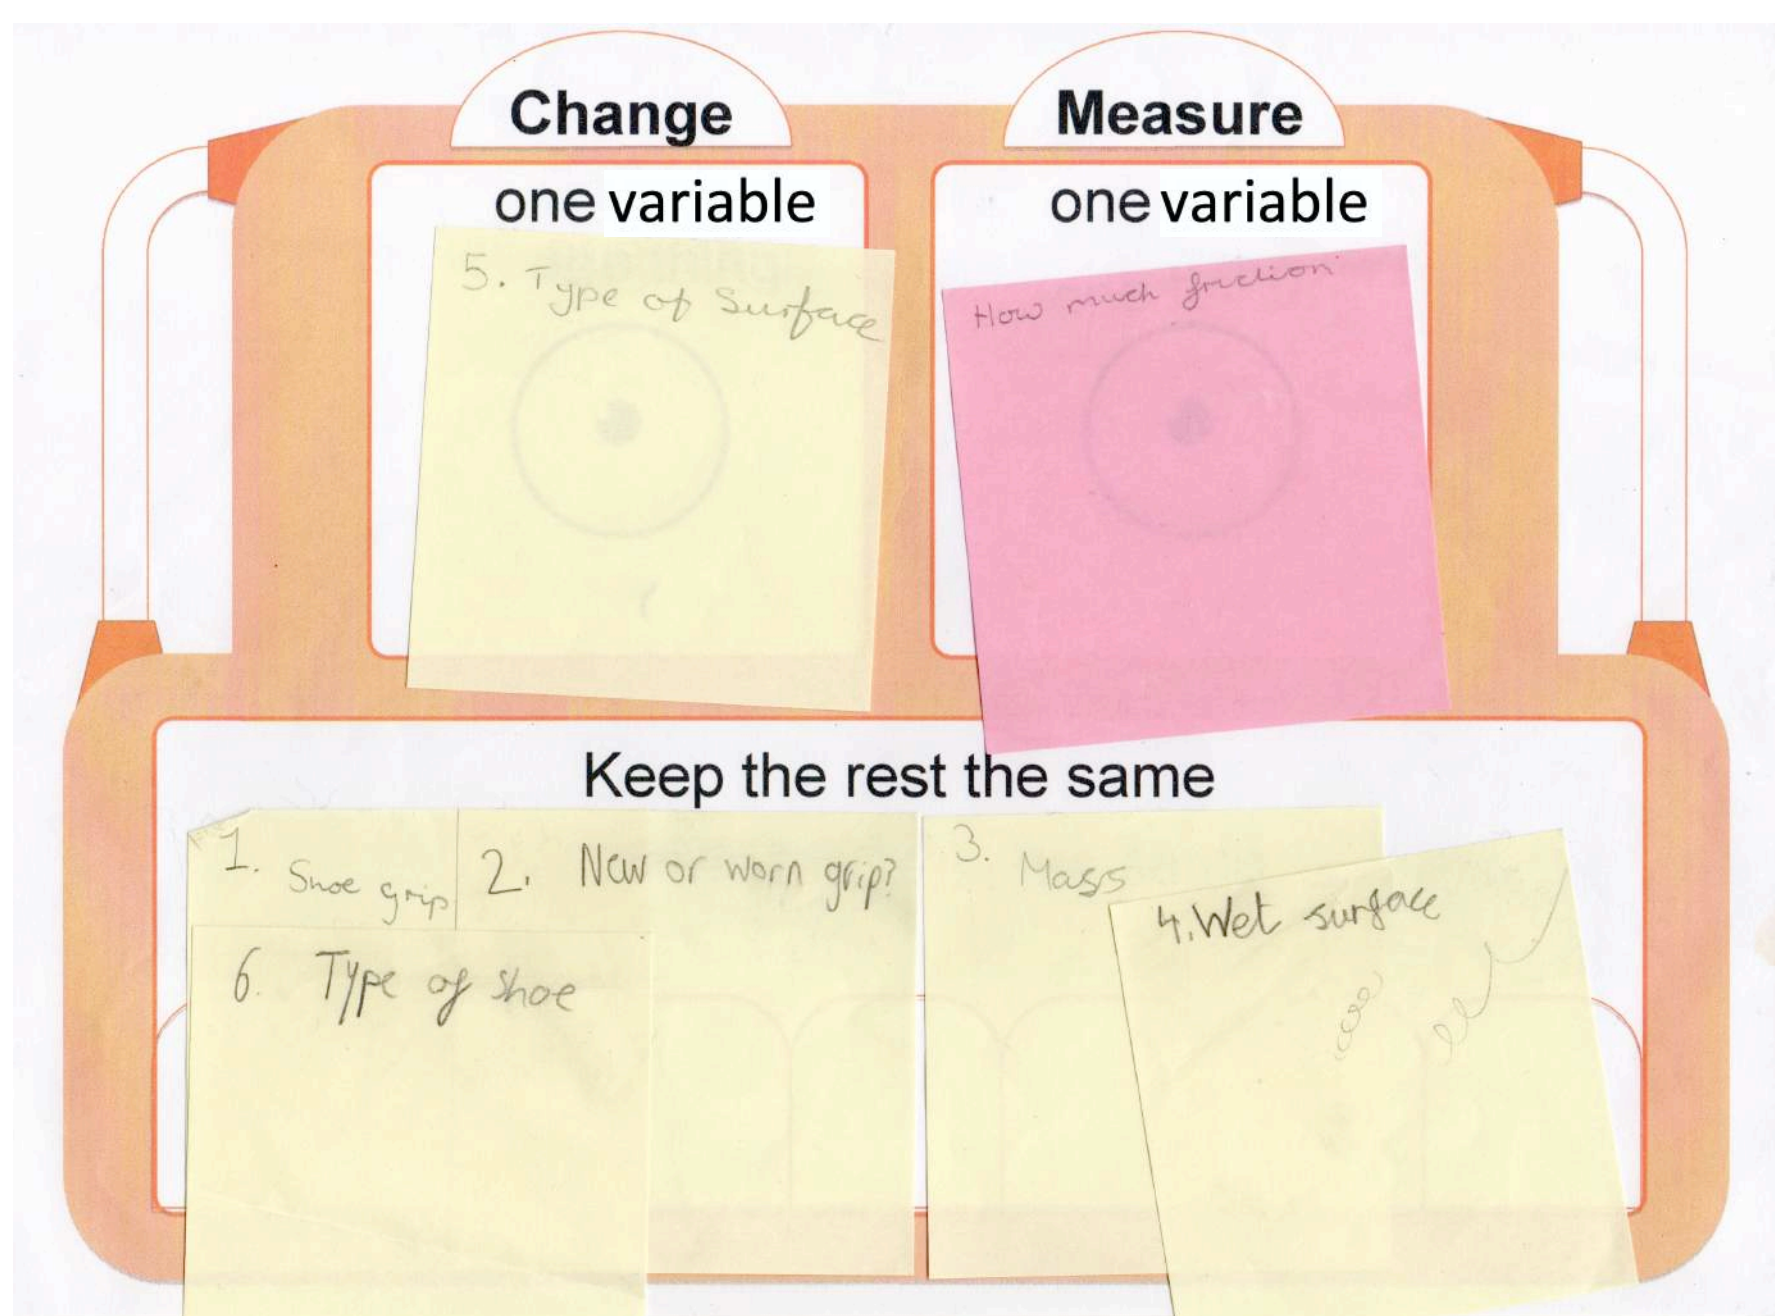 Change
one variable
5. Type of Surface
Measure
one variable
How much friction
Keep the rest the same
1. Shoe grip
2. New or worn grip?
3. Mass
4. Wet surface
6. Type of shoe